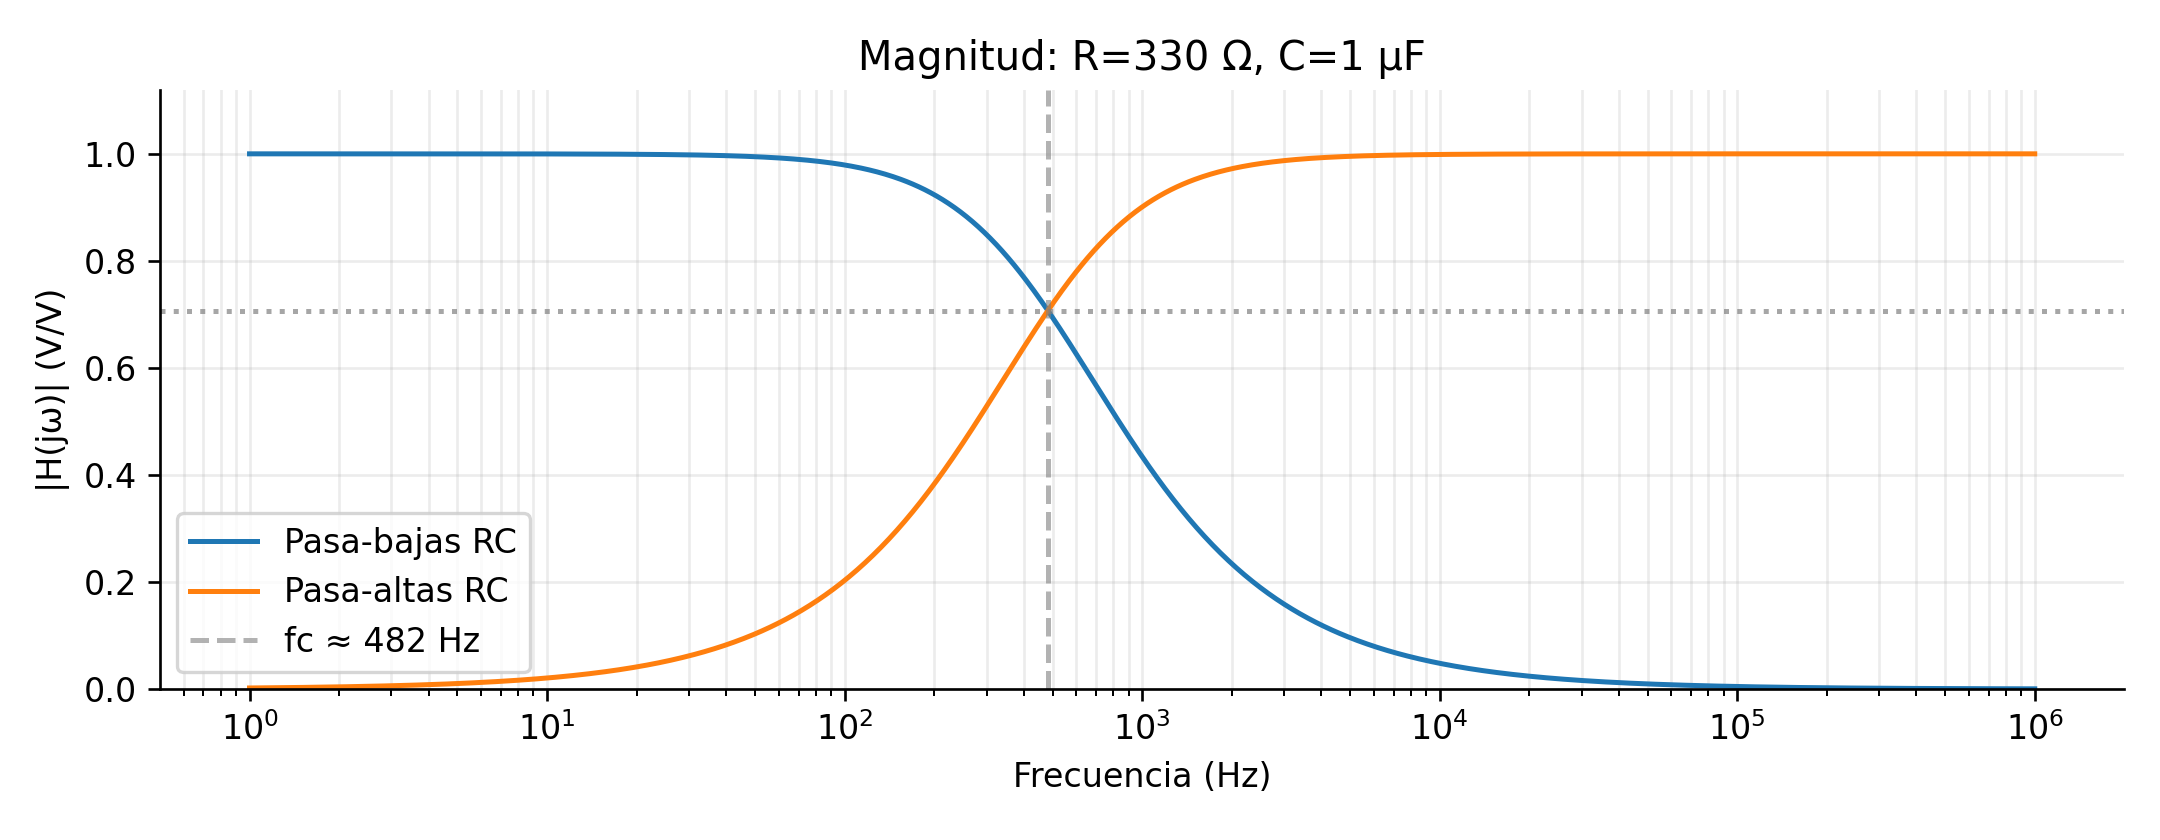 Magnitud: R=330 Ω, C=1 µF
|H(jω)| (V/V)
1.0
0.8
0.6
0.4
0.2
0.0
Pasa-bajas RC
Pasa-altas RC
fc ≈ 482 Hz
10⁰ 10¹ 10² 10³ 10⁴ 10⁵ 10⁶
Frecuencia (Hz)